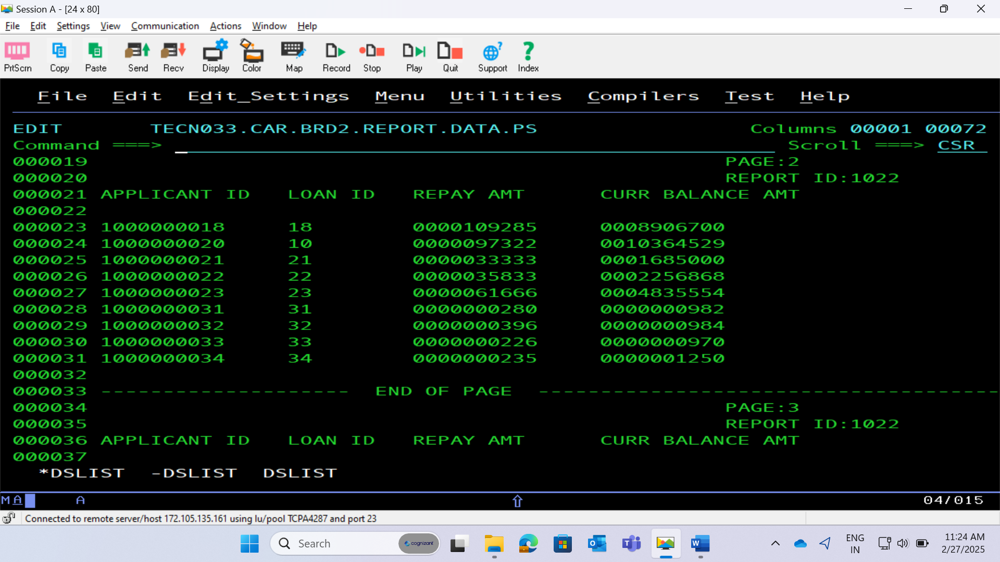 Session A - [24 x 80]
File Edit Settings View Communication Actions Window Help
PrtScrn Copy Paste Send Recv Display Color Map Record Stop Play Quit Support Index
File Edit Edit_Settings Menu Utilities Compilers Test Help
EDIT TECN033.CAR.BRD2.REPORT.DATA.PS Columns 00001 00072
Command ===> Scroll ===> CSR
000019 PAGE:2
000020 REPORT ID:1022
000021 APPLICANT ID LOAN ID REPAY AMT CURR BALANCE AMT
000022
000023 1000000018 18 0000109285 0008906700
000024 1000000020 10 0000097322 0010364529
000025 1000000021 21 0000033333 0001685000
000026 1000000022 22 0000035833 0002256868
000027 1000000023 23 0000061666 0004835554
000028 1000000031 31 0000000280 0000000982
000029 1000000032 32 0000000396 0000000984
000030 1000000033 33 0000000226 0000000970
000031 1000000034 34 0000000235 0000001250
000032
000033 -------------------- END OF PAGE -------------------------------------
000034 PAGE:3
000035 REPORT ID:1022
000036 APPLICANT ID LOAN ID REPAY AMT CURR BALANCE AMT
000037
*DSLIST -DSLIST DSLIST
MA A 04/015
Connected to remote server/host 172.105.135.161 using lu/pool TCPA4287 and port 23
Search cognizant ENG 11:24 AM
IN 2/27/2025